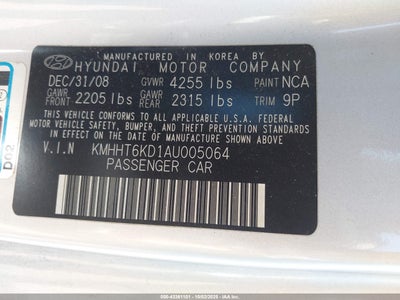 MANUFACTURED IN KOREA BY
HYUNDAI MOTOR COMPANY
DEC/31/08 GVWR 4255 lbs PAINT NCA
GAWR FRONT 2205 lbs GAWR REAR 2315 lbs TRIM 9P
THIS VEHICLE CONFORMS TO ALL APPLICABLE U.S.A. FEDERAL
MOTOR VEHICLE SAFETY, BUMPER, AND THEFT PREVENTION
STANDARDS IN EFFECT ON THE DATE OF MANUFACTURE
SHOWN ABOVE.
V.I.N KMHHT6KD1AU005064
PASSENGER CAR
D02